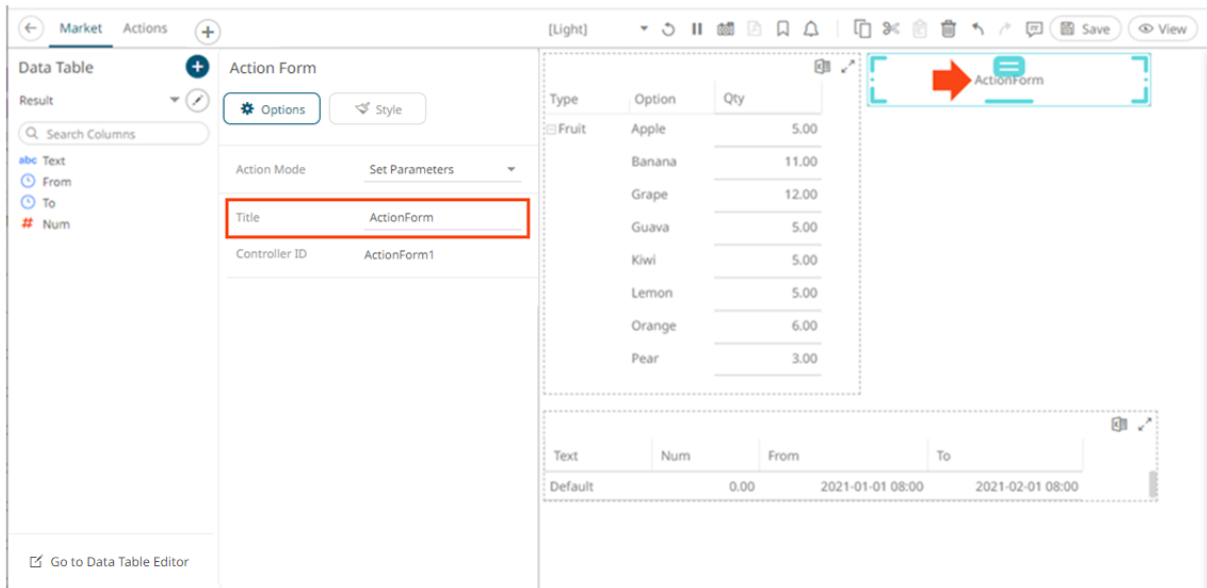 Market Actions
[Light]
Save
View
Data Table
Result
Search Columns
abc Text
From
To
# Num
Go to Data Table Editor
Action Form
Options Style
Action Mode Set Parameters
Title ActionForm
Controller ID ActionForm1
Type Option Qty
Fruit Apple 5.00
Banana 11.00
Grape 12.00
Guava 5.00
Kiwi 5.00
Lemon 5.00
Orange 6.00
Pear 3.00
ActionForm
Text Num From To
Default 0.00 2021-01-01 08:00 2021-02-01 08:00